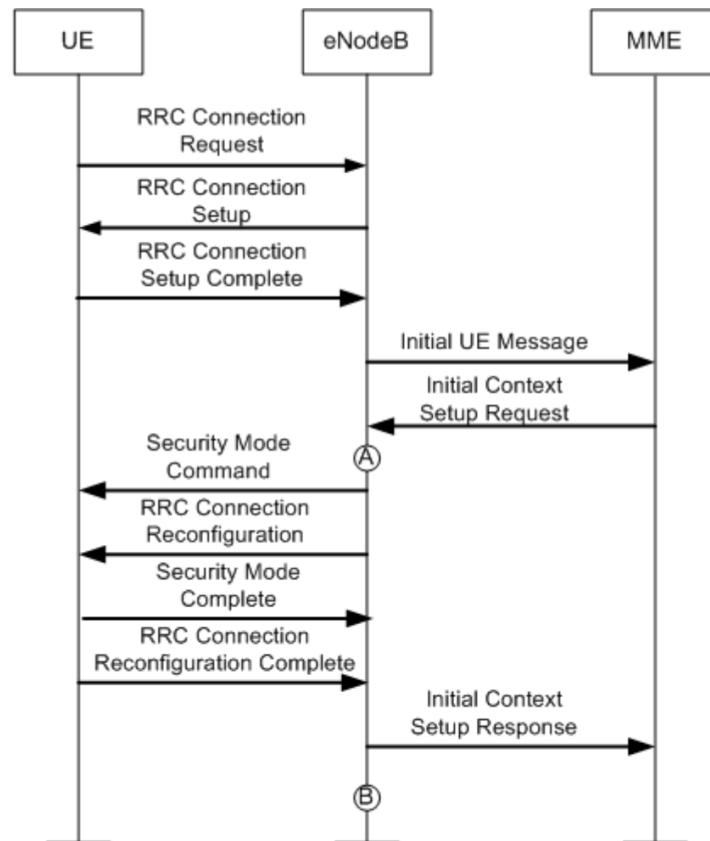 UE
eNodeB
MME
RRC Connection
Request
RRC Connection
Setup
RRC Connection
Setup Complete
Initial UE Message
Initial Context
Setup Request
A
Security Mode
Command
RRC Connection
Reconfiguration
Security Mode
Complete
RRC Connection
Reconfiguration Complete
Initial Context
Setup Response
B